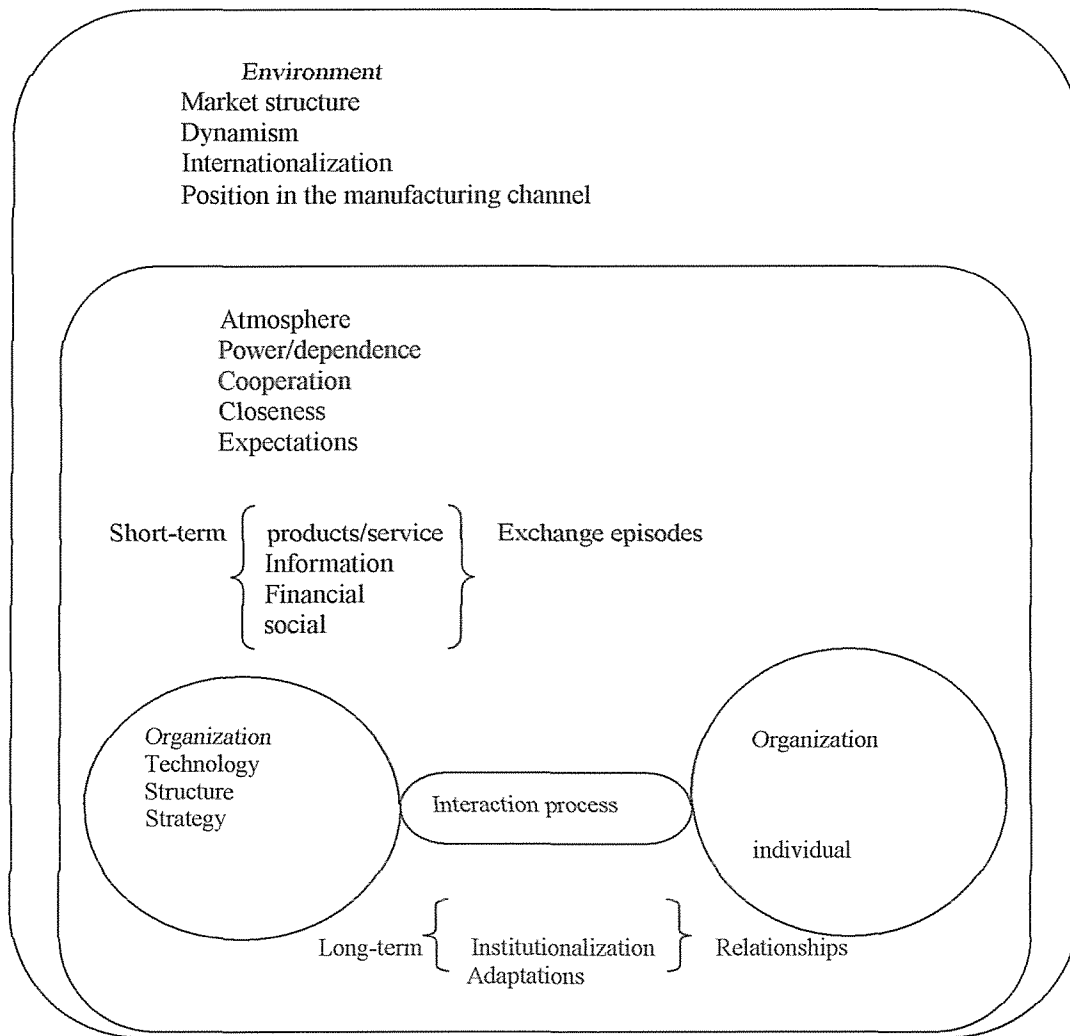 Environment
Market structure
Dynamism
Internationalization
Position in the manufacturing channel
Atmosphere
Power/dependence
Cooperation
Closeness
Expectations
Short-term { products/service } Exchange episodes
Information
Financial
social
Organization
Technology
Structure
Strategy
Interaction process
Organization
individual
Long-term { Institutionalization } Relationships
Adaptations